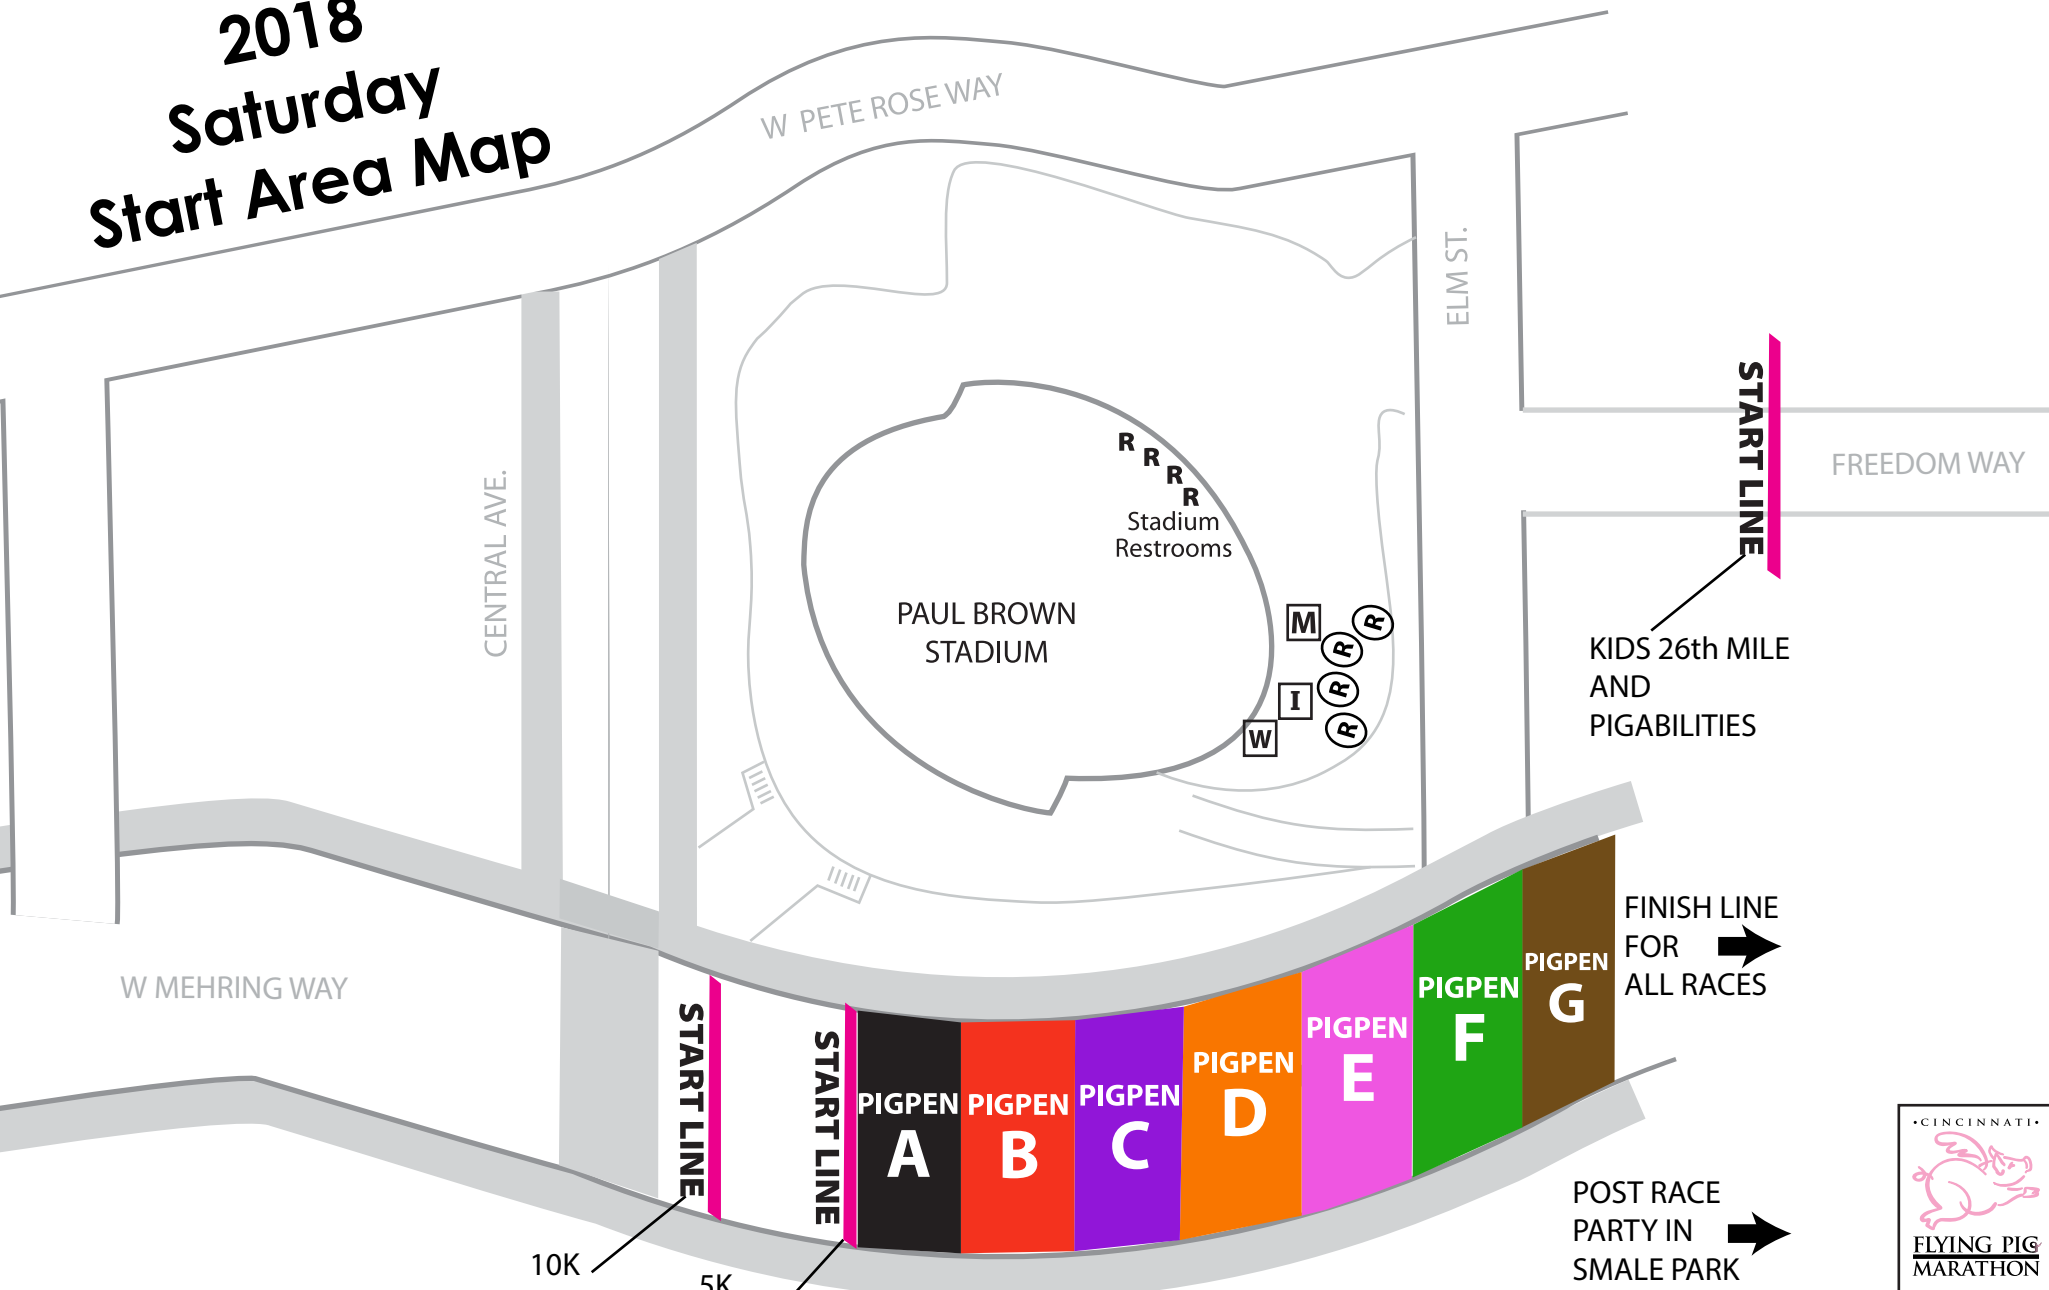 2018
Saturday
Start Area Map
W PETE ROSE WAY
ELM ST.
CENTRAL AVE.
START LINE
FREEDOM WAY
R
R
R
R
Stadium
Restrooms
PAUL BROWN
STADIUM
M
R
R
I
R
W
R
KIDS 26th MILE
AND
PIGABILITIES
W MEHRING WAY
START LINE
START LINE
PIGPEN
A
PIGPEN
B
PIGPEN
C
PIGPEN
D
PIGPEN
E
PIGPEN
F
PIGPEN
G
FINISH LINE
FOR
ALL RACES
10K
5K
POST RACE
PARTY IN
SMALE PARK
•CINCINNATI•
FLYING PIG
MARATHON